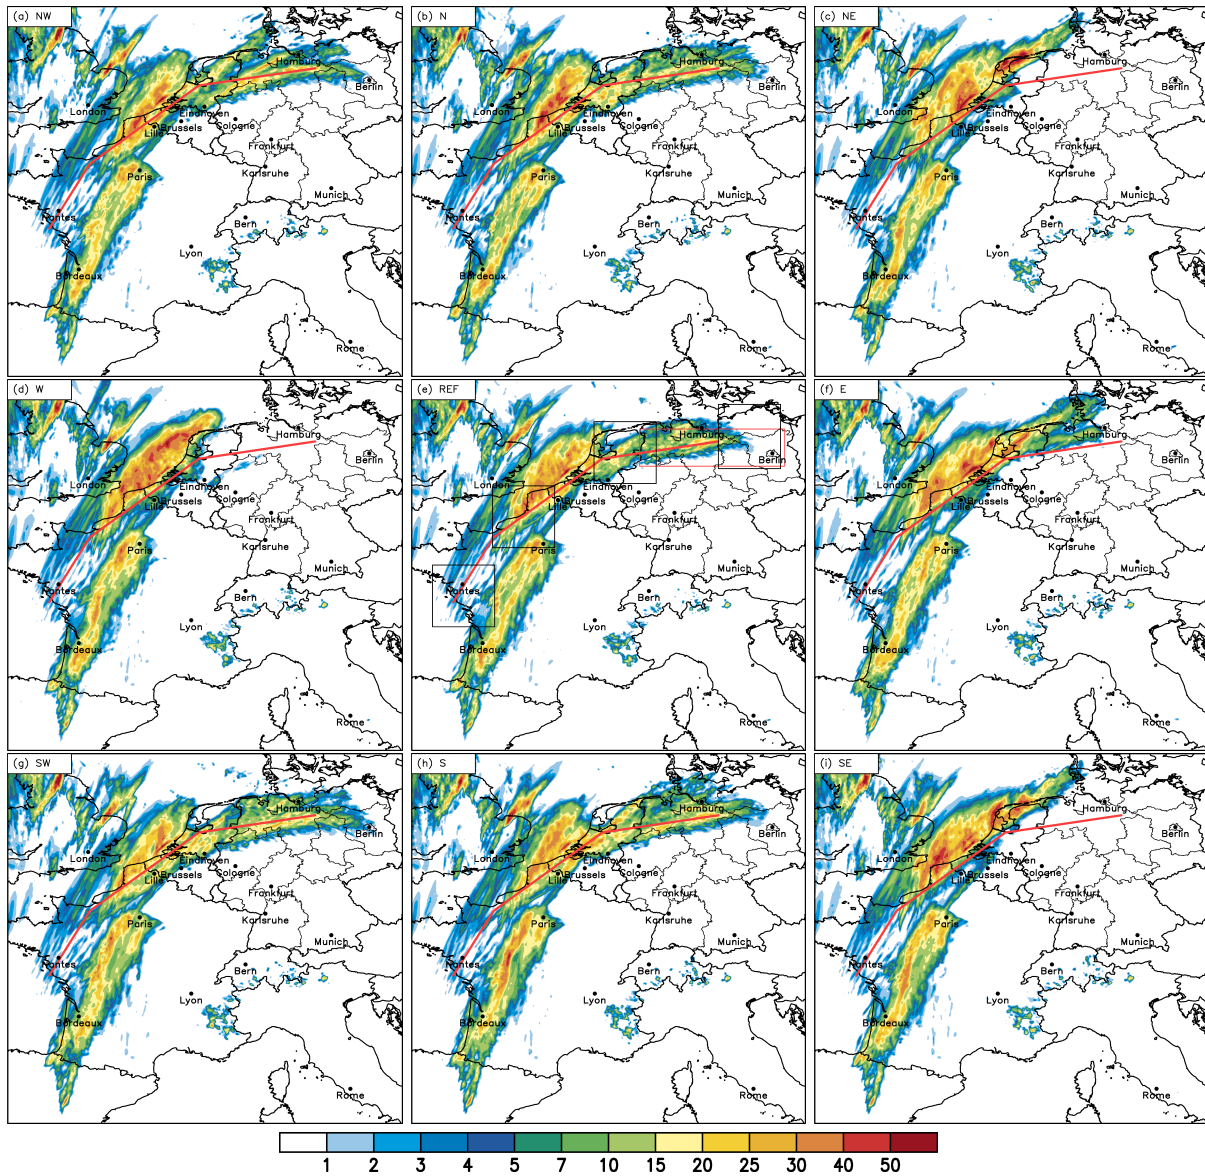 (a) NW
Hamburg
Berlin
London
Eindhoven
Brussels
Lille
Cologne
Frankfurt
Paris
Karlsruhe
Munich
Nantes
Bern
Lyon
Bordeaux
Rome
(b) N
Hamburg
Berlin
London
Eindhoven
Brussels
Lille
Cologne
Frankfurt
Paris
Karlsruhe
Munich
Nantes
Bern
Lyon
Bordeaux
Rome
(c) NE
Hamburg
Berlin
London
Eindhoven
Brussels
Lille
Cologne
Frankfurt
Paris
Karlsruhe
Munich
Nantes
Bern
Lyon
Bordeaux
Rome
(d) W
Hamburg
Berlin
London
Eindhoven
Brussels
Lille
Cologne
Frankfurt
Paris
Karlsruhe
Munich
Nantes
Bern
Lyon
Bordeaux
Rome
(e) REF
Hamburg
Berlin
London
Eindhoven
Brussels
Lille
Cologne
Frankfurt
Paris
Karlsruhe
Munich
Nantes
Bern
Lyon
Bordeaux
Rome
(f) E
Hamburg
Berlin
London
Eindhoven
Brussels
Lille
Cologne
Frankfurt
Paris
Karlsruhe
Munich
Nantes
Bern
Lyon
Bordeaux
Rome
(g) SW
Hamburg
Berlin
London
Eindhoven
Brussels
Lille
Cologne
Frankfurt
Paris
Karlsruhe
Munich
Nantes
Bern
Lyon
Bordeaux
Rome
(h) S
Hamburg
Berlin
London
Eindhoven
Brussels
Lille
Cologne
Frankfurt
Paris
Karlsruhe
Munich
Nantes
Bern
Lyon
Bordeaux
Rome
(i) SE
Hamburg
Berlin
London
Eindhoven
Brussels
Lille
Cologne
Frankfurt
Paris
Karlsruhe
Munich
Nantes
Bern
Lyon
Bordeaux
Rome
1 2 3 4 5 7 10 15 20 25 30 40 50